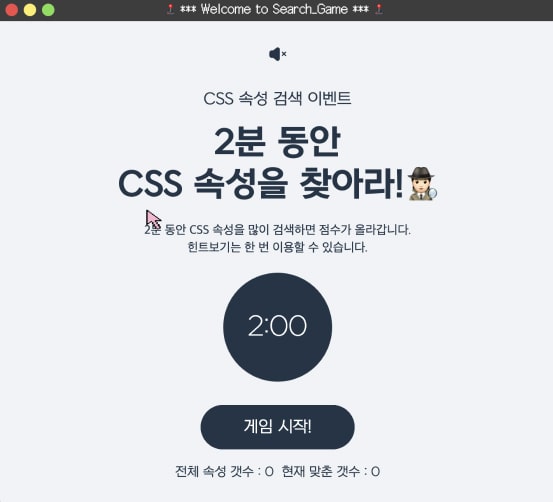 *** Welcome to Search_Game ***
CSS 속성 검색 이벤트
2분 동안
CSS 속성을 찾아라!
2분 동안 CSS 속성을 많이 검색하면 점수가 올라갑니다.
힌트보기는 한 번 이용할 수 있습니다.
2:00
게임 시작!
전체 속성 갯수 : 0 현재 맞춘 갯수 : 0